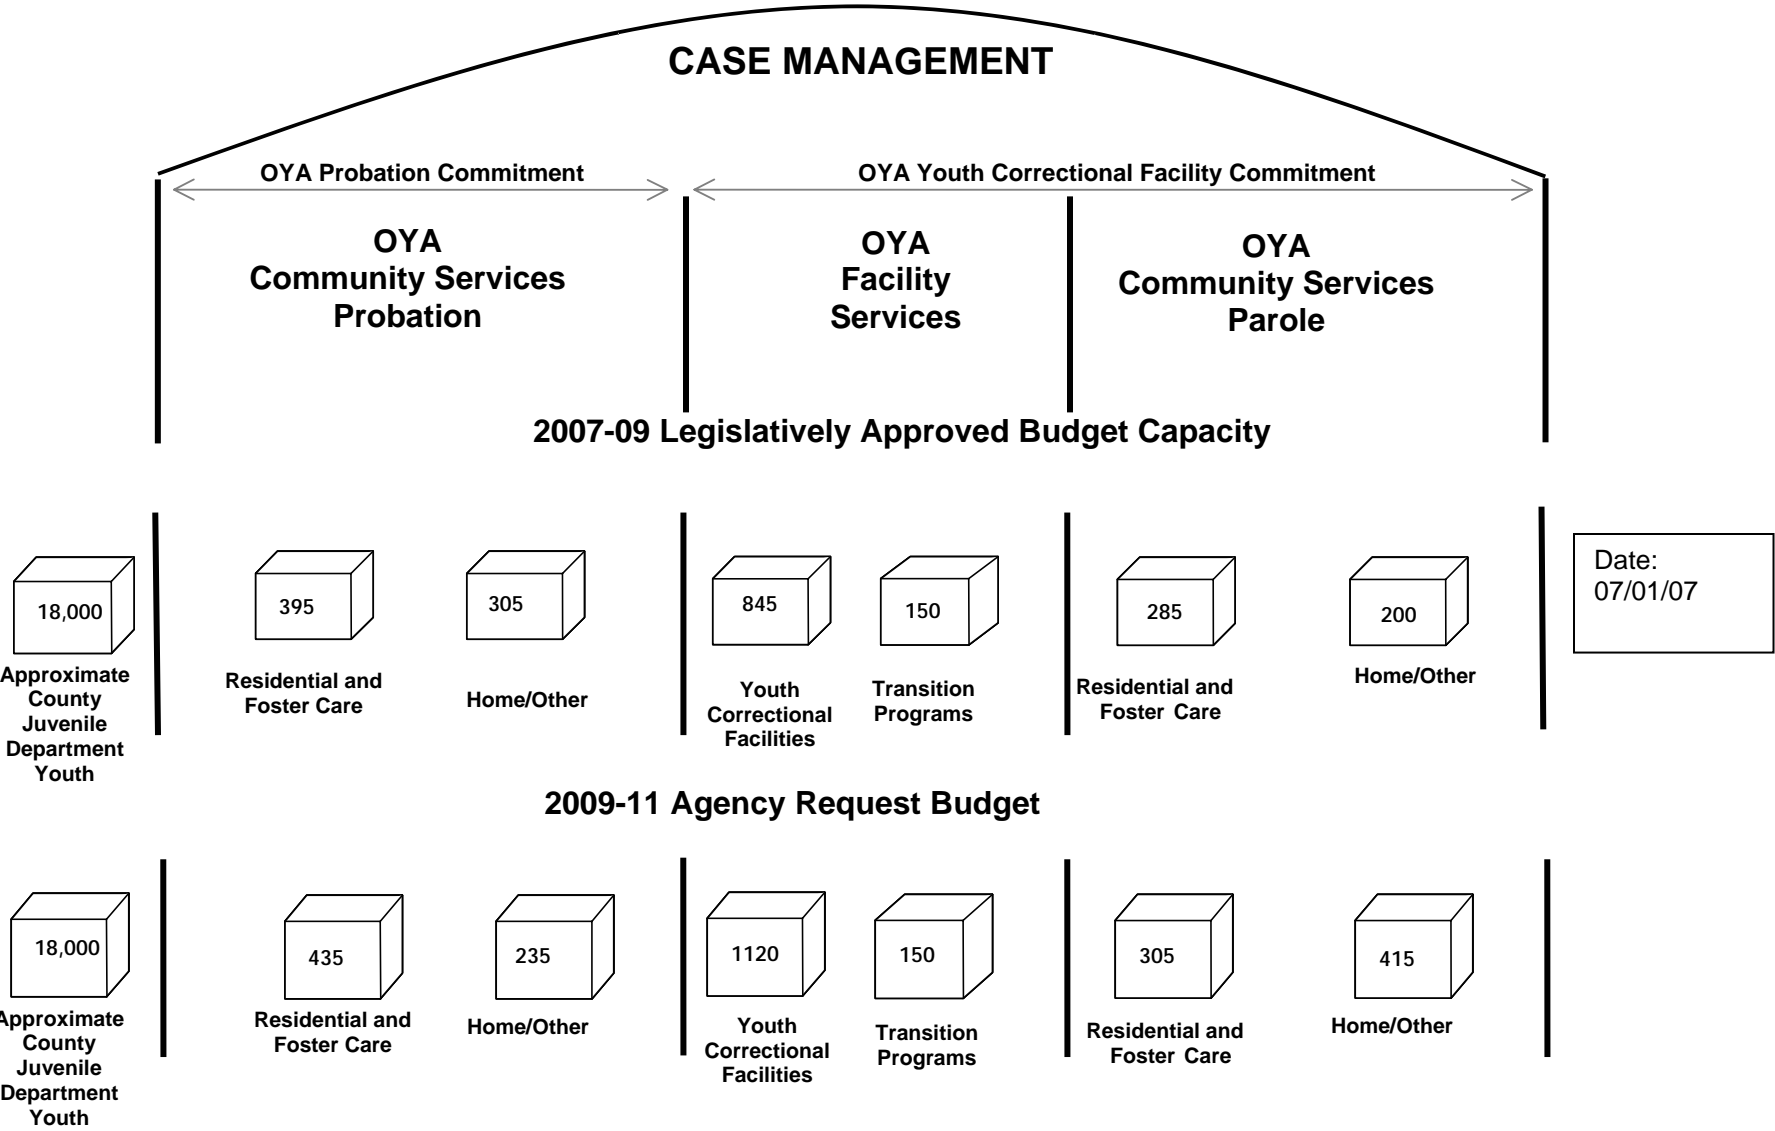 CASE MANAGEMENT
OYA Probation Commitment
OYA Youth Correctional Facility Commitment
OYA
Community Services
Probation
OYA
Facility
Services
OYA
Community Services
Parole
2007-09 Legislatively Approved Budget Capacity
18,000
Approximate
County
Juvenile
Department
Youth
395
Residential and
Foster Care
305
Home/Other
845
Youth
Correctional
Facilities
150
Transition
Programs
285
Residential and
Foster Care
200
Home/Other
Date:
07/01/07
2009-11 Agency Request Budget
18,000
Approximate
County
Juvenile
Department
Youth
435
Residential and
Foster Care
235
Home/Other
1120
Youth
Correctional
Facilities
150
Transition
Programs
305
Residential and
Foster Care
415
Home/Other